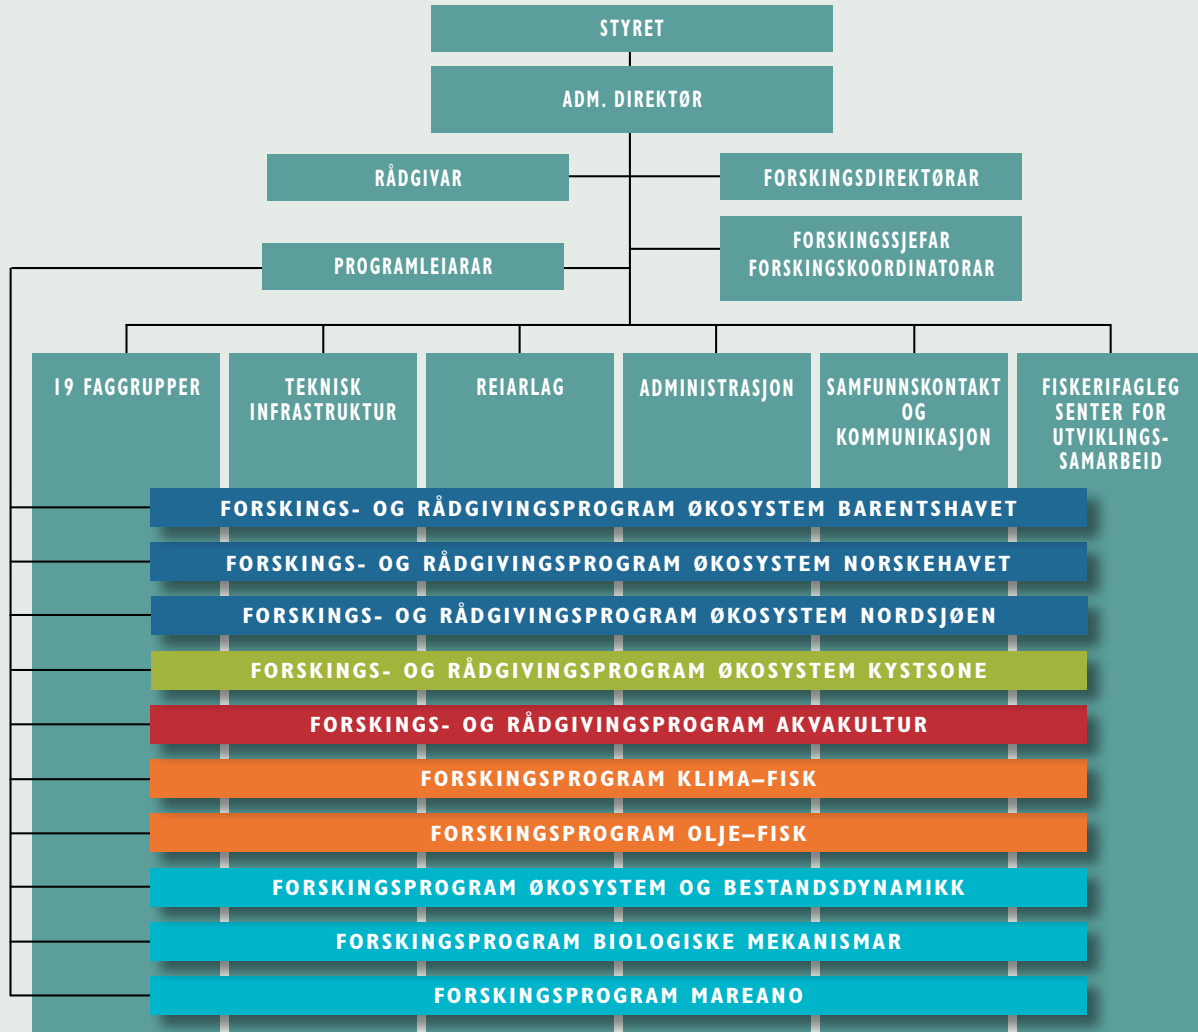 STYRET
ADM. DIREKTØR
RÅDGIVAR
FORSKINGSDIREKTØRAR
PROGRAMLEIARAR
FORSKINGSSJEFAR
FORSKINGSKOORDINATORAR
19 FAGGRUPPER
TEKNISK
INFRASTRUKTUR
REIARLAG
ADMINISTRASJON
SAMFUNNSKONTAKT
OG
KOMMUNIKASJON
FISKERIFAGLEG
SENTER FOR
UTVIKLINGS-
SAMARBEID
FORSKINGS- OG RÅDGIVINGSPROGRAM ØKOSYSTEM BARENTSHAVET
FORSKINGS- OG RÅDGIVINGSPROGRAM ØKOSYSTEM NORSKEHAVET
FORSKINGS- OG RÅDGIVINGSPROGRAM ØKOSYSTEM NORDSJØEN
FORSKINGS- OG RÅDGIVINGSPROGRAM ØKOSYSTEM KYSTSONE
FORSKINGS- OG RÅDGIVINGSPROGRAM AKVAKULTUR
FORSKINGSPROGRAM KLIMA–FISK
FORSKINGSPROGRAM OLJE–FISK
FORSKINGSPROGRAM ØKOSYSTEM OG BESTANDSDYNAMIKK
FORSKINGSPROGRAM BIOLOGISKE MEKANISMAR
FORSKINGSPROGRAM MAREANO